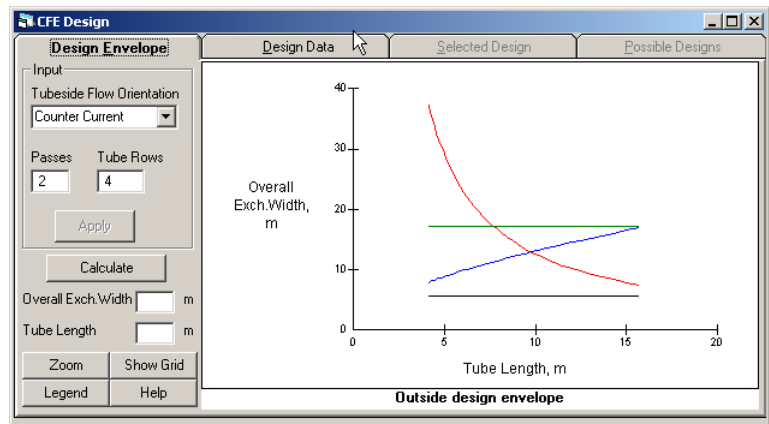 CFE Design
Design Envelope
Design Data
Selected Design
Possible Designs
Input
Tubeside Flow Orientation
Counter Current
Passes Tube Rows
2 4
Apply
Calculate
Overall Exch.Width m
Tube Length m
Zoom Show Grid
Legend Help
Overall
Exch.Width,
m
40
30
20
10
0
0 5 10 15 20
Tube Length, m
Outside design envelope